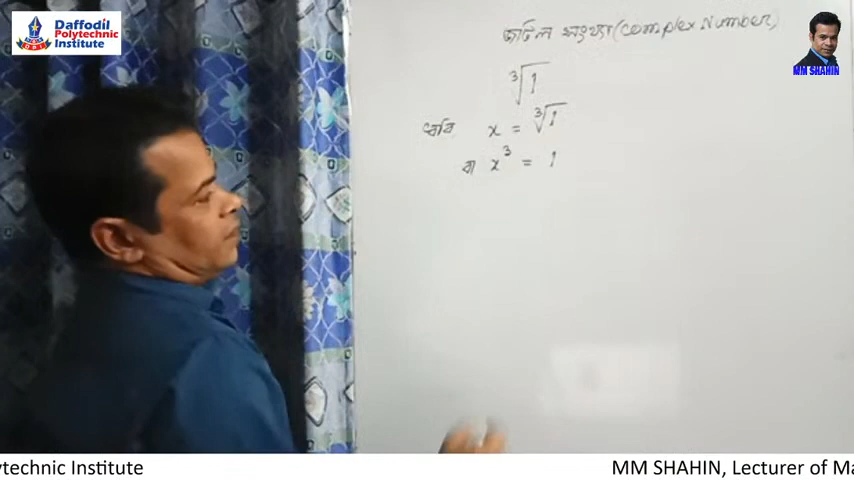 Daffodil
Polytechnic
Institute
জটিল সংখ্যা (Complex Number)
MM SHAHIN
∛1
ধরি x = ∛1
বা x³ = 1
ytechnic Institute
MM SHAHIN, Lecturer of Ma